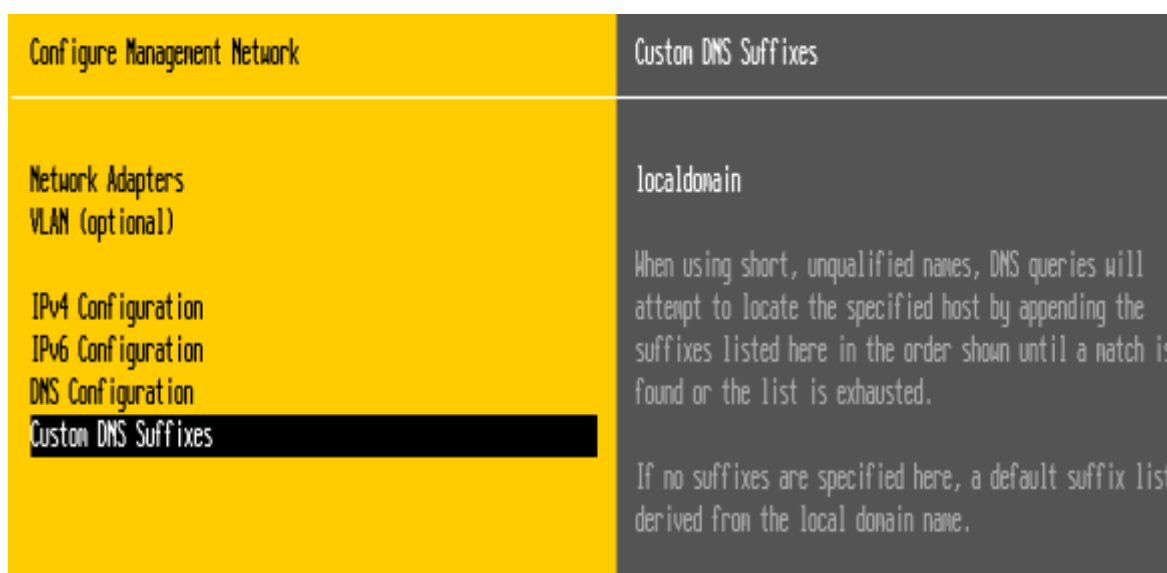 Configure Management Network
Network Adapters
VLAN (optional)
IPv4 Configuration
IPv6 Configuration
DNS Configuration
Custom DNS Suffixes
Custom DNS Suffixes
localdomain
When using short, unqualified names, DNS queries will
attempt to locate the specified host by appending the
suffixes listed here in the order shown until a match is
found or the list is exhausted.
If no suffixes are specified here, a default suffix list
derived from the local domain name.